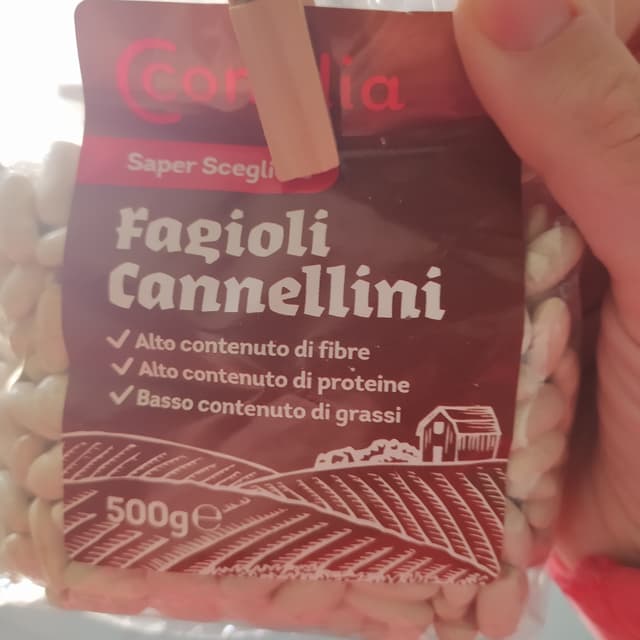 Saper
Fagioli
Cannellini
Alto contenuto di fibre
Alto contenuto di proteine
Basso contenuto di grassi
500g℮